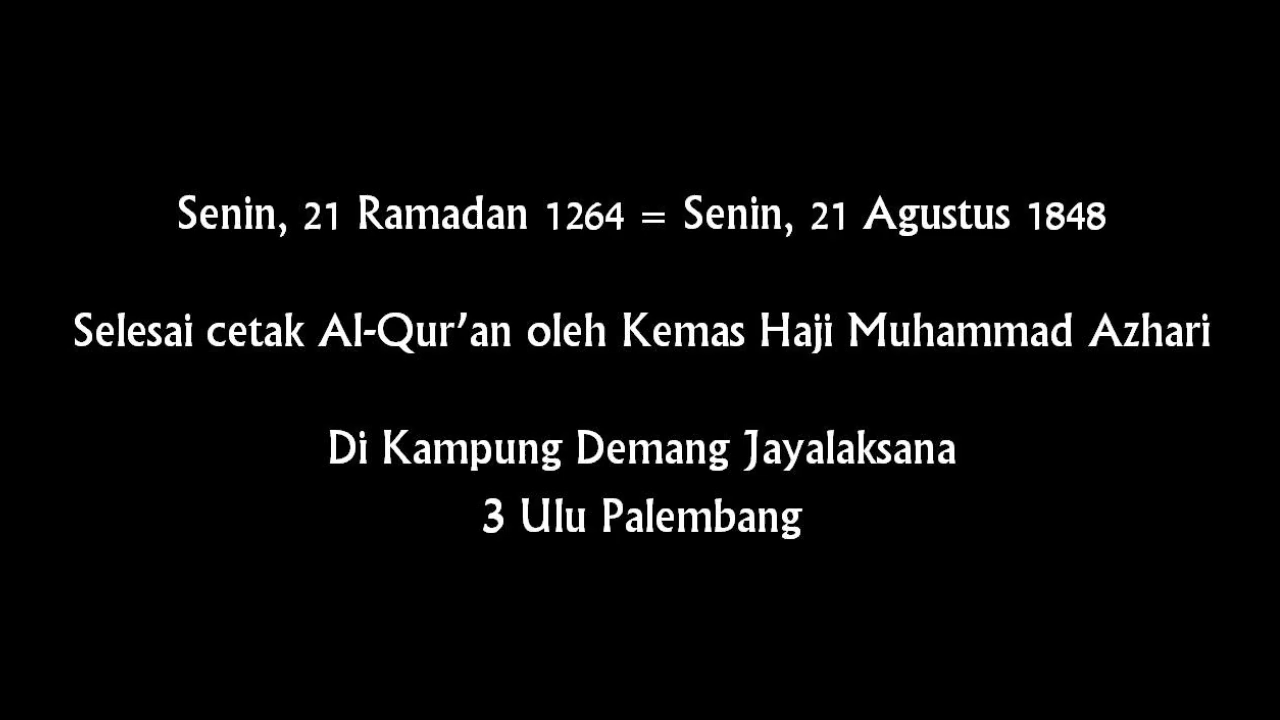 Senin, 21 Ramadan 1264 = Senin, 21 Agustus 1848
Selesai cetak Al-Qur’an oleh Kemas Haji Muhammad Azhari
Di Kampung Demang Jayalaksana
3 Ulu Palembang